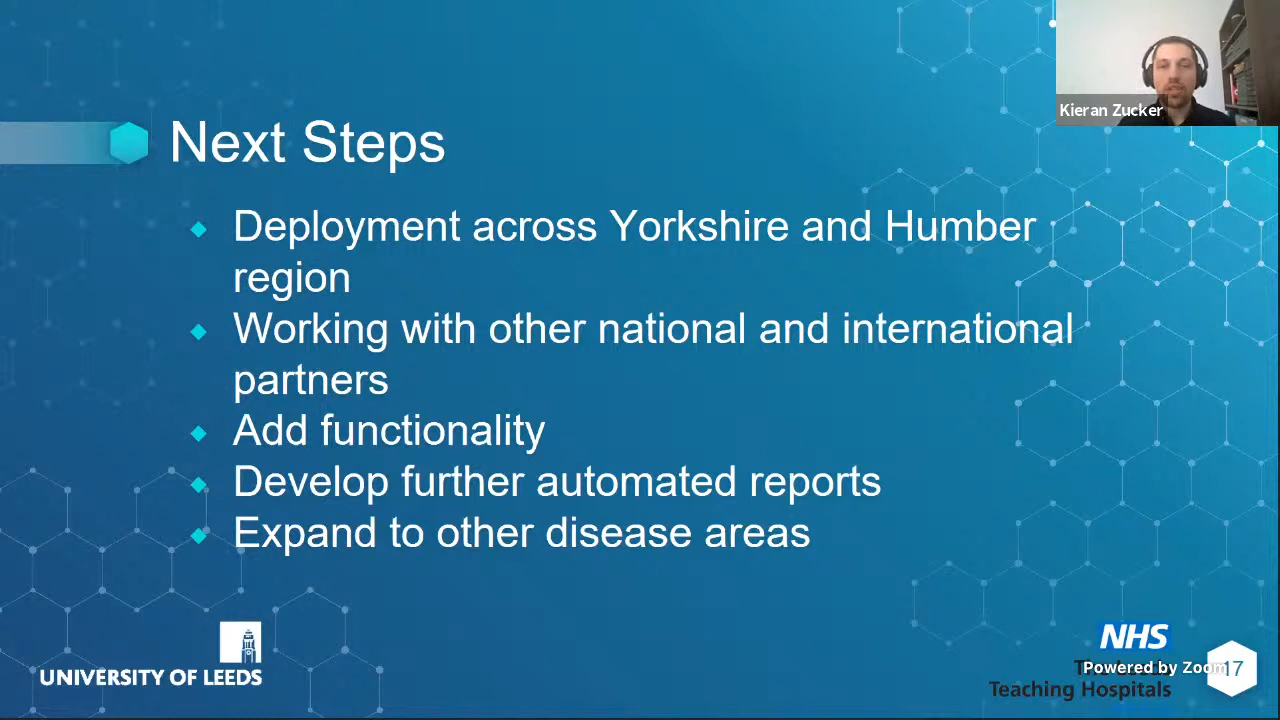 Kieran Zucker
Next Steps
Deployment across Yorkshire and Humber
region
Working with other national and international
partners
Add functionality
Develop further automated reports
Expand to other disease areas
UNIVERSITY OF LEEDS
NHS
Powered by Zoom
17
Teaching Hospitals